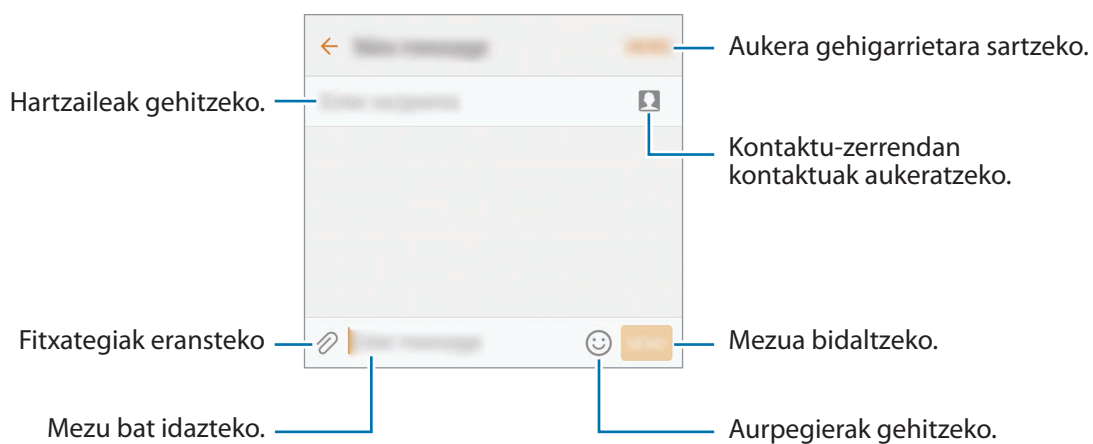 Aukera gehigarrietara sartzeko.
Hartzaileak gehitzeko.
Kontaktu-zerrendan
kontaktuak aukeratzeko.
Fitxategiak eransteko
Mezua bidaltzeko.
Mezu bat idazteko.
Aurpegierak gehitzeko.